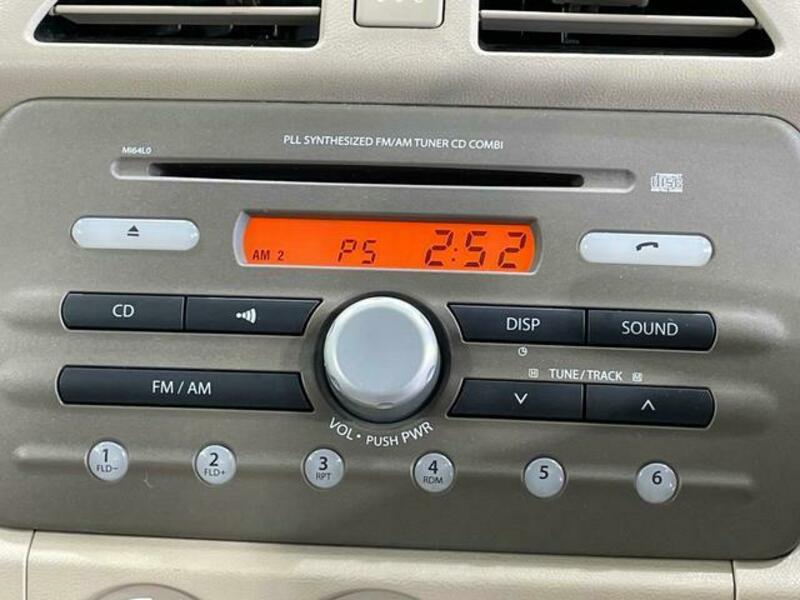 PLL SYNTHESIZED FM/AM TUNER CD COMBI
MI64L0
disc
AM 2 PS 2:52
CD
DISP
SOUND
FM / AM
H TUNE/TRACK M
VOL • PUSH PWR
1
FLD-
2
FLD+
3
RPT
4
RDM
5
6